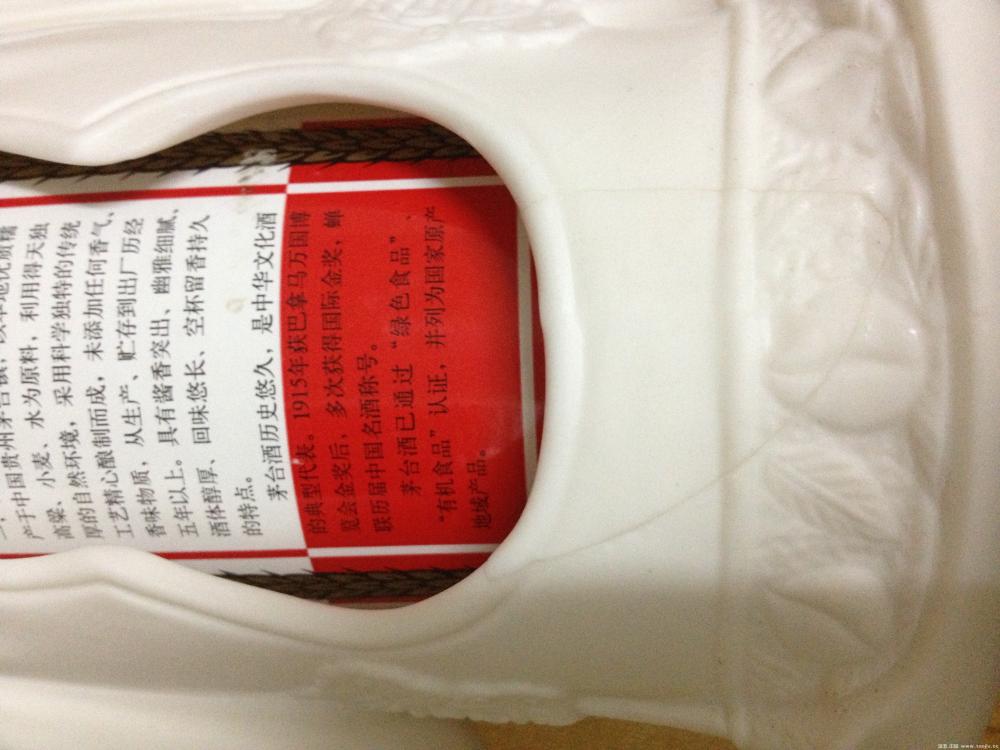 产于中国贵州茅台镇，以本地优质糯
高粱、小麦、水为原料，利用得天独
厚的自然环境，采用科学独特的传统
工艺精心酿制而成，未添加任何香气、
香味物质，从生产、贮存到出厂历经
五年以上。具有酱香突出、幽雅细腻、
酒体醇厚、回味悠长、空杯留香持久
的特点。
茅台酒历史悠久，是中华文化酒
的典型代表。1915年获巴拿马万国博
览会金奖后，多次获得国际金奖，蝉
联历届中国名酒称号。
茅台酒已通过“绿色食品”、
“有机食品”认证，并列为国家原产
地域产品。